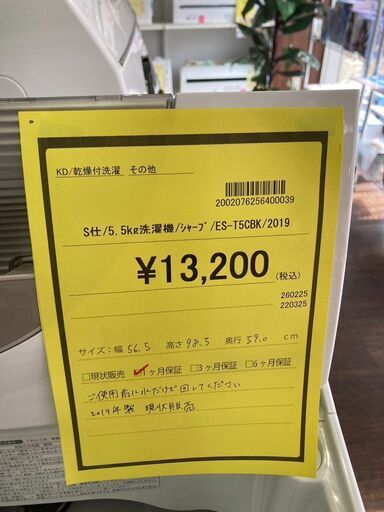 KD/乾燥付洗濯 その他
2002076256400039
S仕/5.5kg洗濯機/ｼｬｰﾌﾟ/ES-T5CBK/2019
¥13,200(税込)
260225
220325
サイズ:幅 56.5 高さ 98.5 奥行 59.0 cm
□現状販売 ☑1ヶ月保証 □3ヶ月保証 □6ヶ月保証
ご使用前に水だけで回してください
2019年製 現状販売